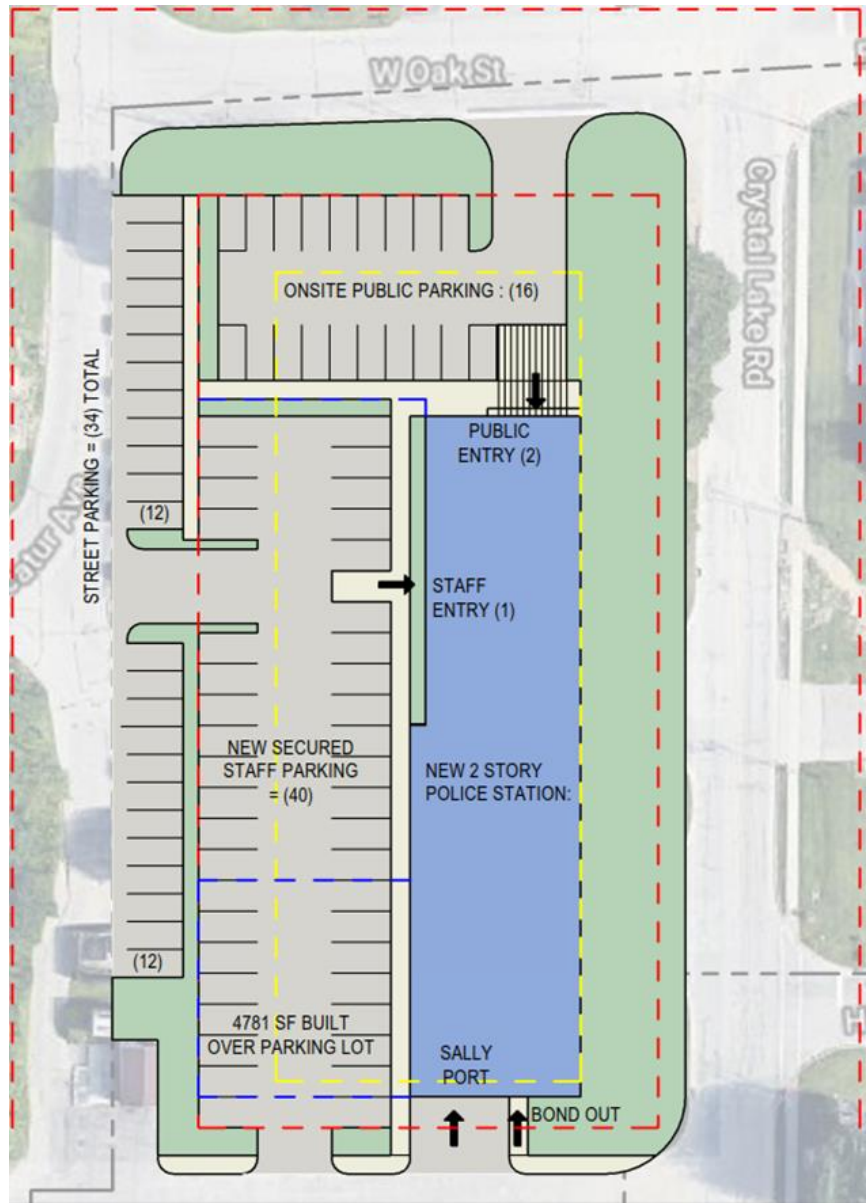 W Oak St
Crystal Lake Rd
ONSITE PUBLIC PARKING : (16)
STREET PARKING = (34) TOTAL
PUBLIC
ENTRY (2)
(12)
STAFF
ENTRY (1)
NEW SECURED
STAFF PARKING
= (40)
NEW 2 STORY
POLICE STATION:
(12)
4781 SF BUILT
OVER PARKING LOT
SALLY
PORT
BOND OUT